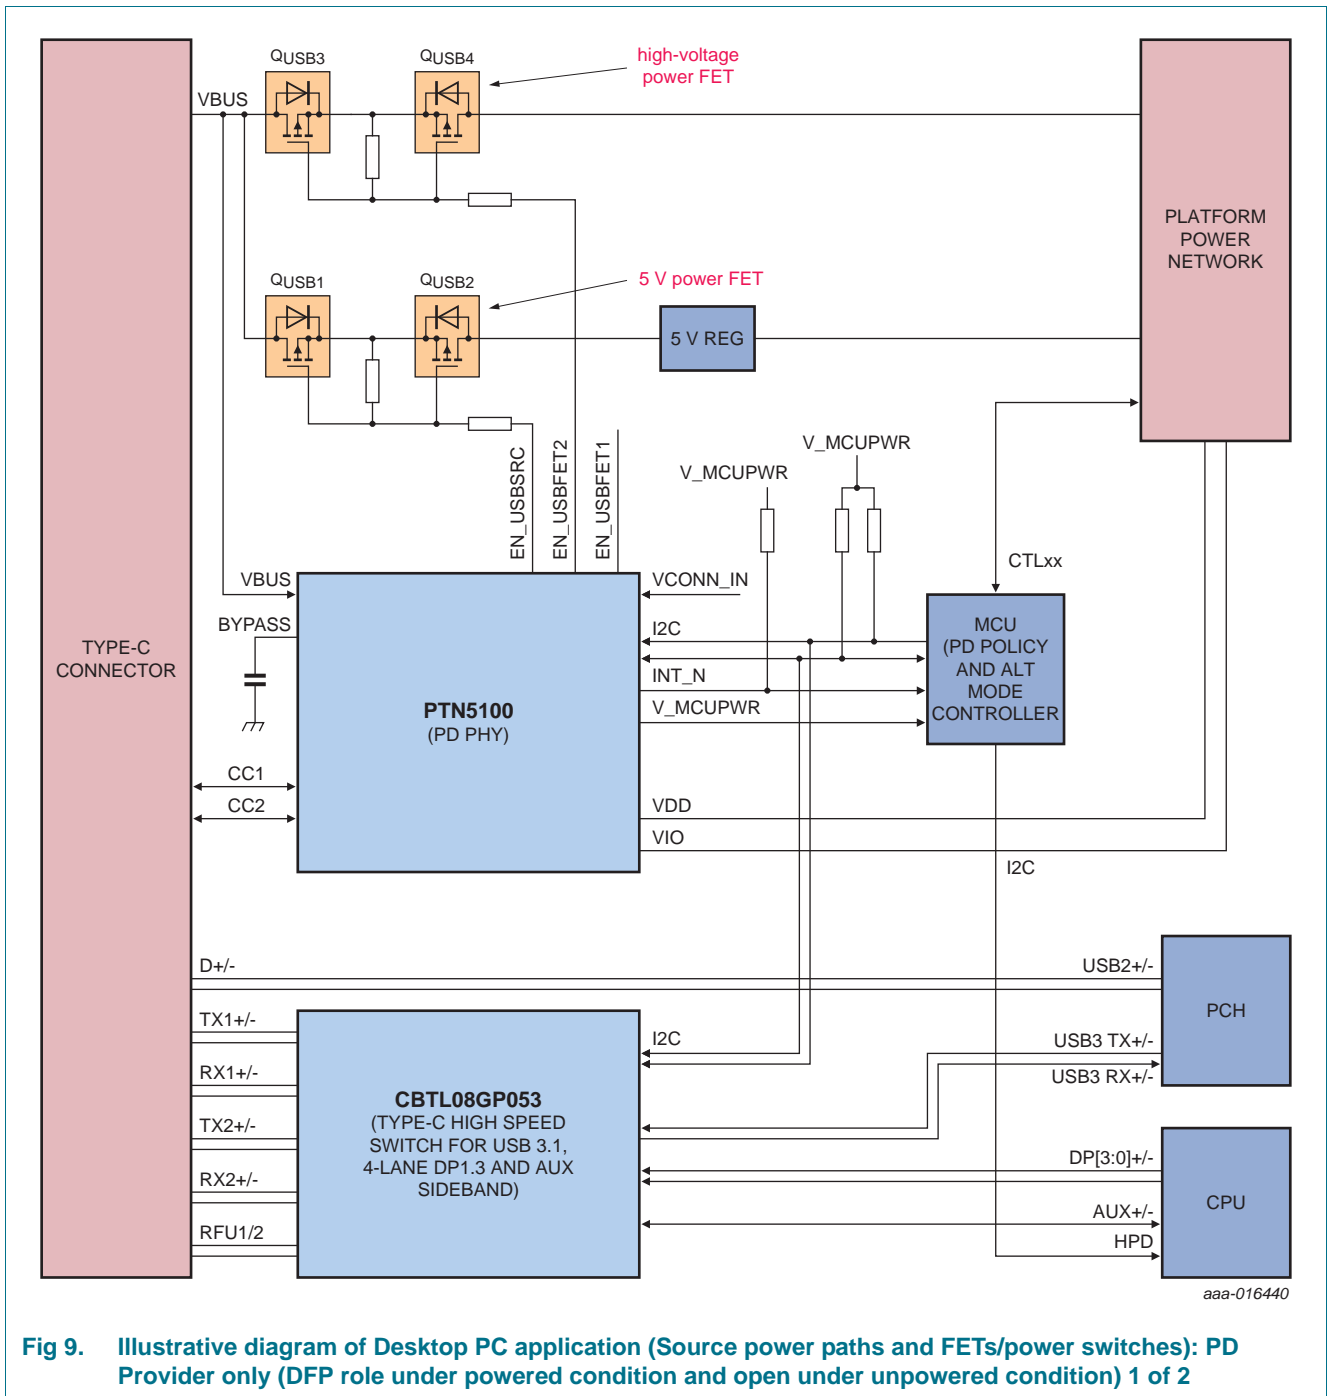 QUSB3
QUSB4
high-voltage
power FET
VBUS
PLATFORM
POWER
NETWORK
QUSB1
QUSB2
5 V power FET
5 V REG
EN_USBSRC
EN_USBFET2
EN_USBFET1
V_MCUPWR
V_MCUPWR
CTLxx
VBUS
BYPASS
VCONN_IN
I2C
INT_N
V_MCUPWR
MCU
(PD POLICY
AND ALT
MODE
CONTROLLER
TYPE-C
CONNECTOR
PTN5100
(PD PHY)
CC1
CC2
VDD
VIO
I2C
D+/-
USB2+/-
TX1+/-
RX1+/-
TX2+/-
RX2+/-
RFU1/2
I2C
CBTL08GP053
(TYPE-C HIGH SPEED
SWITCH FOR USB 3.1,
4-LANE DP1.3 AND AUX
SIDEBAND)
PCH
USB3 TX+/-
USB3 RX+/-
DP[3:0]+/-
CPU
AUX+/-
HPD
aaa-016440
Fig 9. Illustrative diagram of Desktop PC application (Source power paths and FETs/power switches): PD
Provider only (DFP role under powered condition and open under unpowered condition) 1 of 2